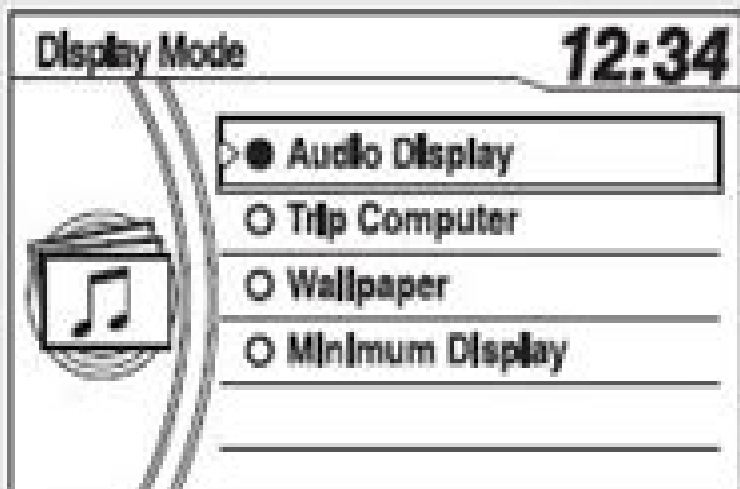 Display Mode
12:34
Audio Display
Trip Computer
Wallpaper
Minimum Display